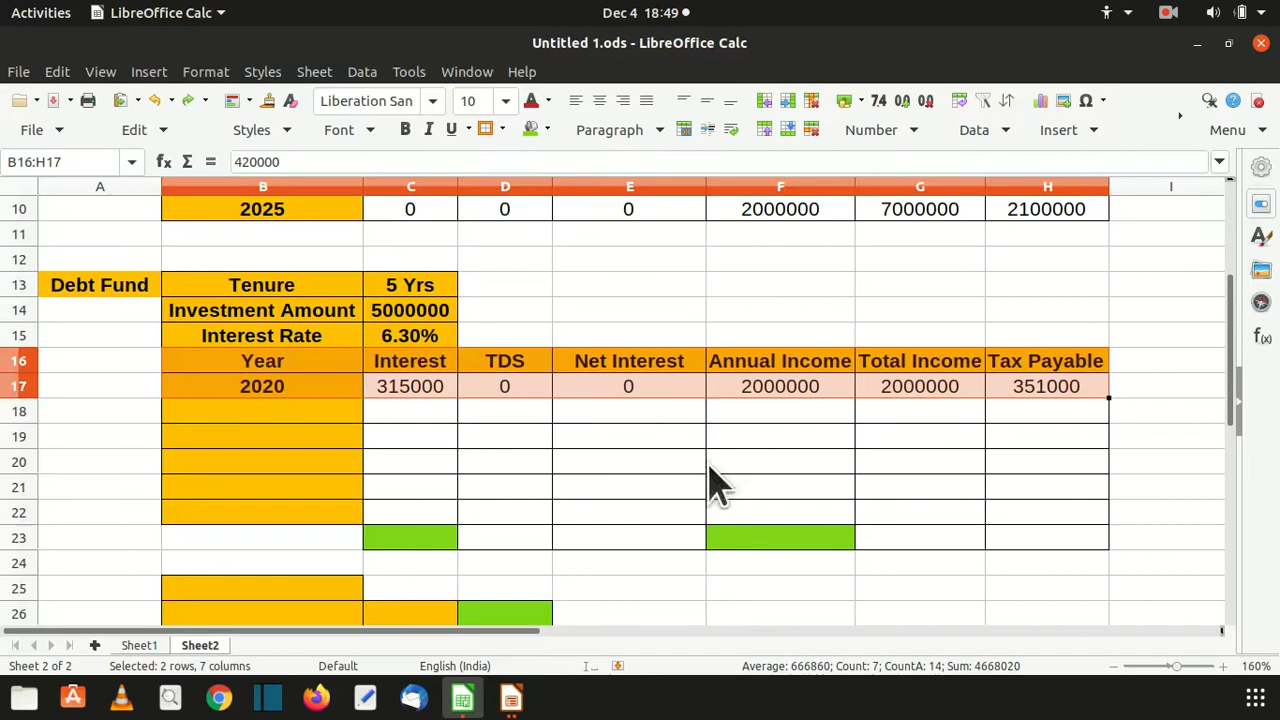 Activities LibreOffice Calc Dec 4 18:49
Untitled 1.ods - LibreOffice Calc
File Edit View Insert Format Styles Sheet Data Tools Window Help
Liberation San 10
File Edit Styles Font Paragraph Number Data Insert Menu
B16:H17 420000
A B C D E F G H I
10 2025 0 0 0 2000000 7000000 2100000
11
12
13 Debt Fund Tenure 5 Yrs
14 Investment Amount 5000000
15 Interest Rate 6.30%
16 Year Interest TDS Net Interest Annual Income Total Income Tax Payable
17 2020 315000 0 0 2000000 2000000 351000
18
19
20
21
22
23
24
25
26
Sheet1 Sheet2
Sheet 2 of 2 Selected: 2 rows, 7 columns Default English (India) Average: 666860; Count: 7; CountA: 14; Sum: 4668020 160%